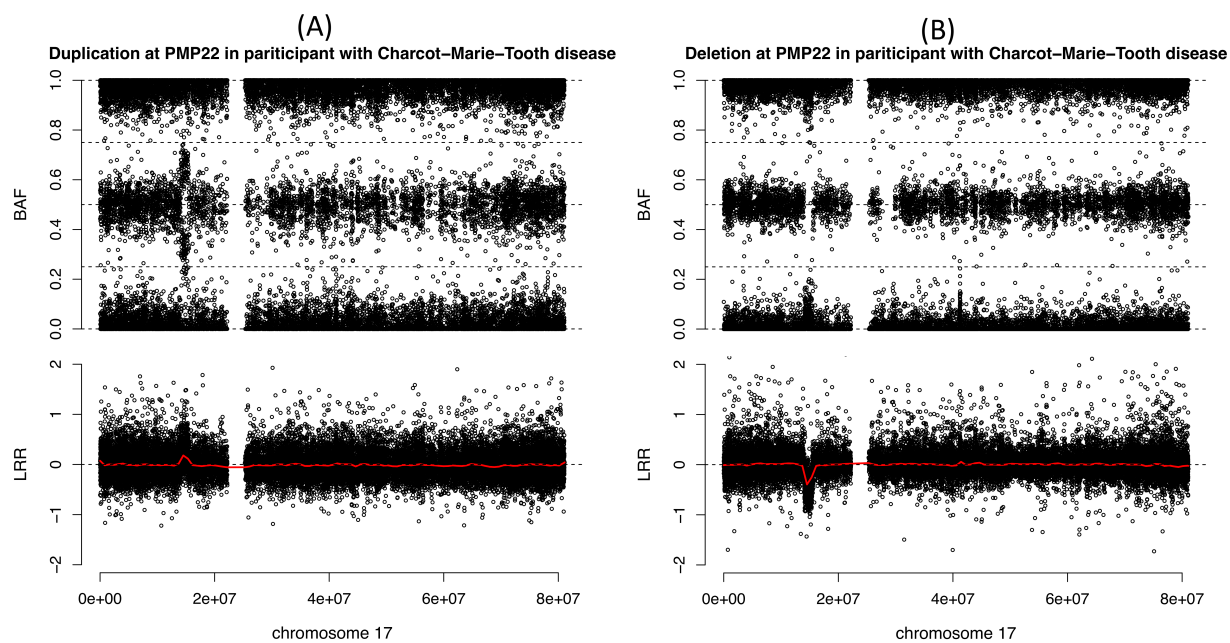 (A)
Duplication at PMP22 in pariticipant with Charcot−Marie−Tooth disease
BAF
1.0
0.8
0.6
0.4
0.2
0.0
LRR
2
1
0
−1
−2
0e+00 2e+07 4e+07 6e+07 8e+07
chromosome 17
(B)
Deletion at PMP22 in pariticipant with Charcot−Marie−Tooth disease
BAF
1.0
0.8
0.6
0.4
0.2
0.0
LRR
2
1
0
−1
−2
0e+00 2e+07 4e+07 6e+07 8e+07
chromosome 17